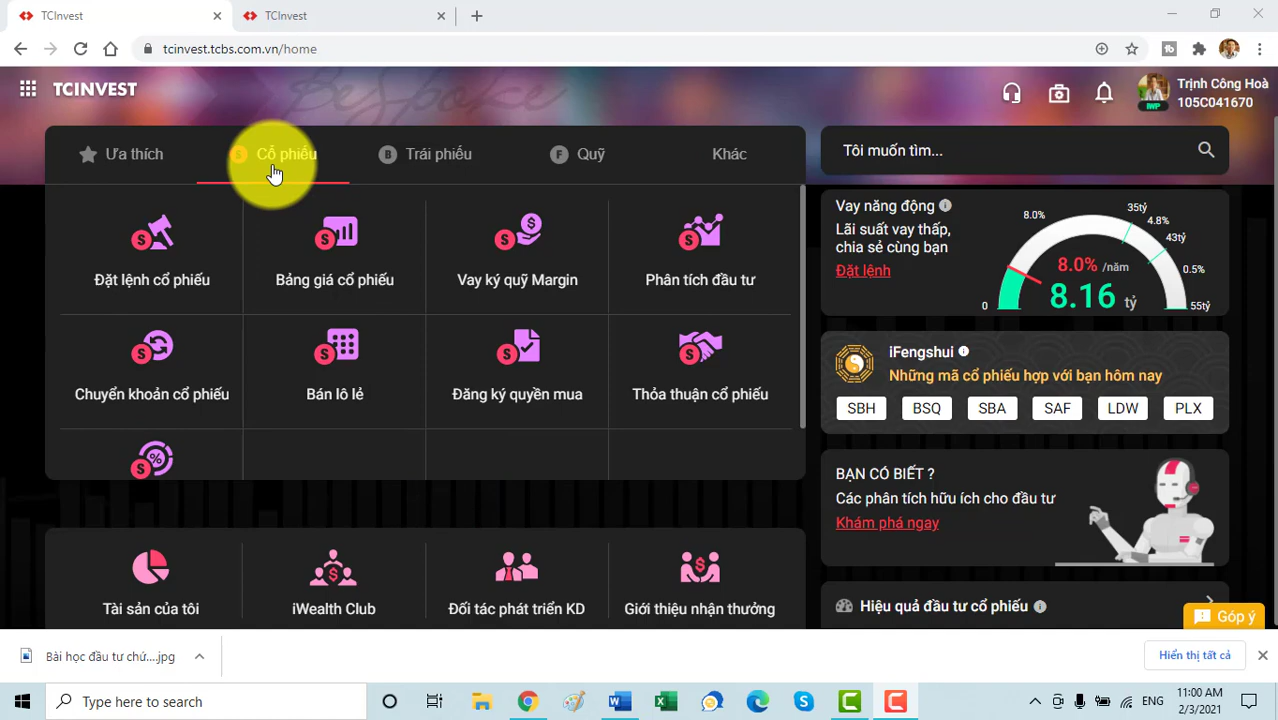 TCInvest
TCInvest
tcinvest.tcbs.com.vn/home
TCINVEST
Trịnh Công Hoà
105C041670
IWP
Ưa thích
Cổ phiếu
Trái phiếu
Quỹ
Khác
Tôi muốn tìm...
Đặt lệnh cổ phiếu
Bảng giá cổ phiếu
Vay ký quỹ Margin
Phân tích đầu tư
Chuyển khoản cổ phiếu
Bán lô lẻ
Đăng ký quyền mua
Thỏa thuận cổ phiếu
Vay năng động
Lãi suất vay thấp,
chia sẻ cùng bạn
Đặt lệnh
8.0%
35tỷ
4.8%
43tỷ
0.5%
55tỷ
0
8.0% /năm
8.16 tỷ
iFengshui
Những mã cổ phiếu hợp với bạn hôm nay
SBH
BSQ
SBA
SAF
LDW
PLX
BẠN CÓ BIẾT ?
Các phân tích hữu ích cho đầu tư
Khám phá ngay
Tài sản của tôi
iWealth Club
Đối tác phát triển KD
Giới thiệu nhận thưởng
Hiệu quả đầu tư cổ phiếu
Góp ý
Bài học đầu tư chứ....jpg
Hiển thị tất cả
Type here to search
ENG
11:00 AM
2/3/2021